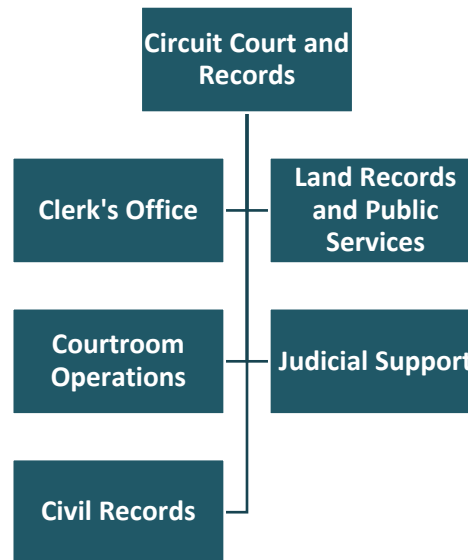 Circuit Court and
Records
Clerk's Office
Land Records
and Public
Services
Courtroom
Operations
Judicial Support
Civil Records